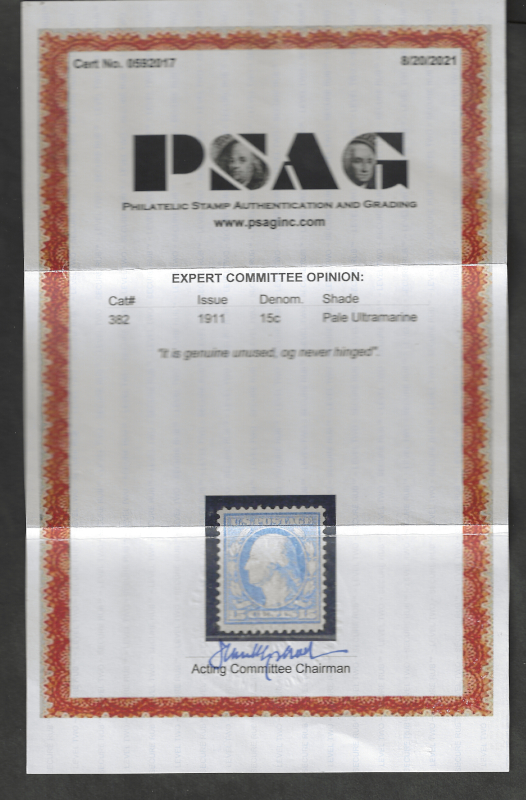 Cert No. 0592017 8/20/2021
PSAG
PHILATELIC STAMP AUTHENTICATION AND GRADING
www.psaginc.com
EXPERT COMMITTEE OPINION:
Cat# Issue Denom. Shade
382 1911 15c Pale Ultramarine
"it is genuine unused, og never hinged".
U.S. POSTAGE
15 CENTS 15
Acting Committee Chairman